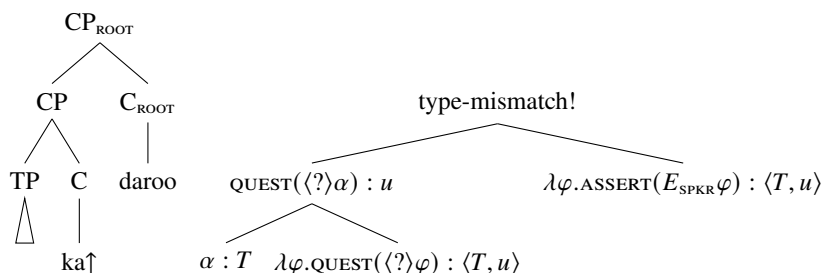 CP_ROOT
CP C_ROOT type-mismatch!
TP C daroo QUEST(⟨?⟩α) : u λφ.ASSERT(E_SPKR φ) : ⟨T, u⟩
ka↑ α : T λφ.QUEST(⟨?⟩φ) : ⟨T, u⟩